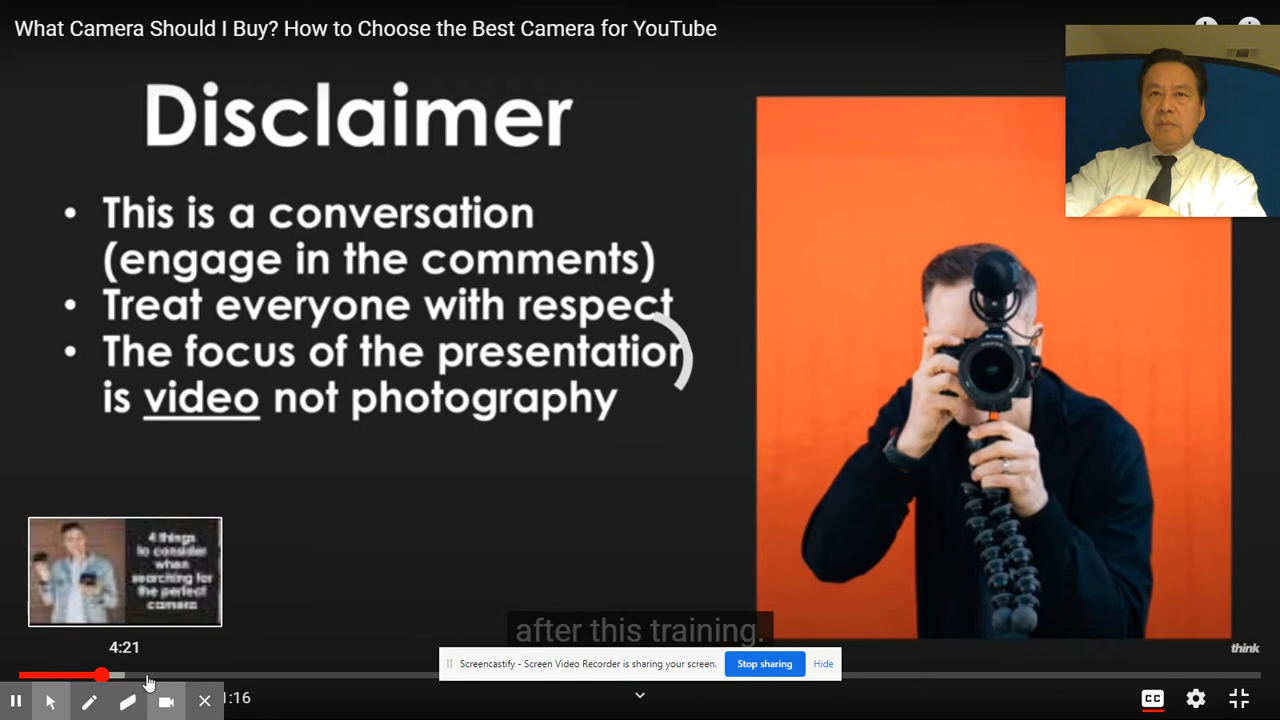 What Camera Should I Buy? How to Choose the Best Camera for YouTube
Disclaimer
• This is a conversation
(engage in the comments)
• Treat everyone with respect
• The focus of the presentation
is video not photography
4 things
to consider
when
searching for
the perfect
camera
4:21
after this training.
think
Screencastify - Screen Video Recorder is sharing your screen.
Stop sharing
Hide
1:16
CC